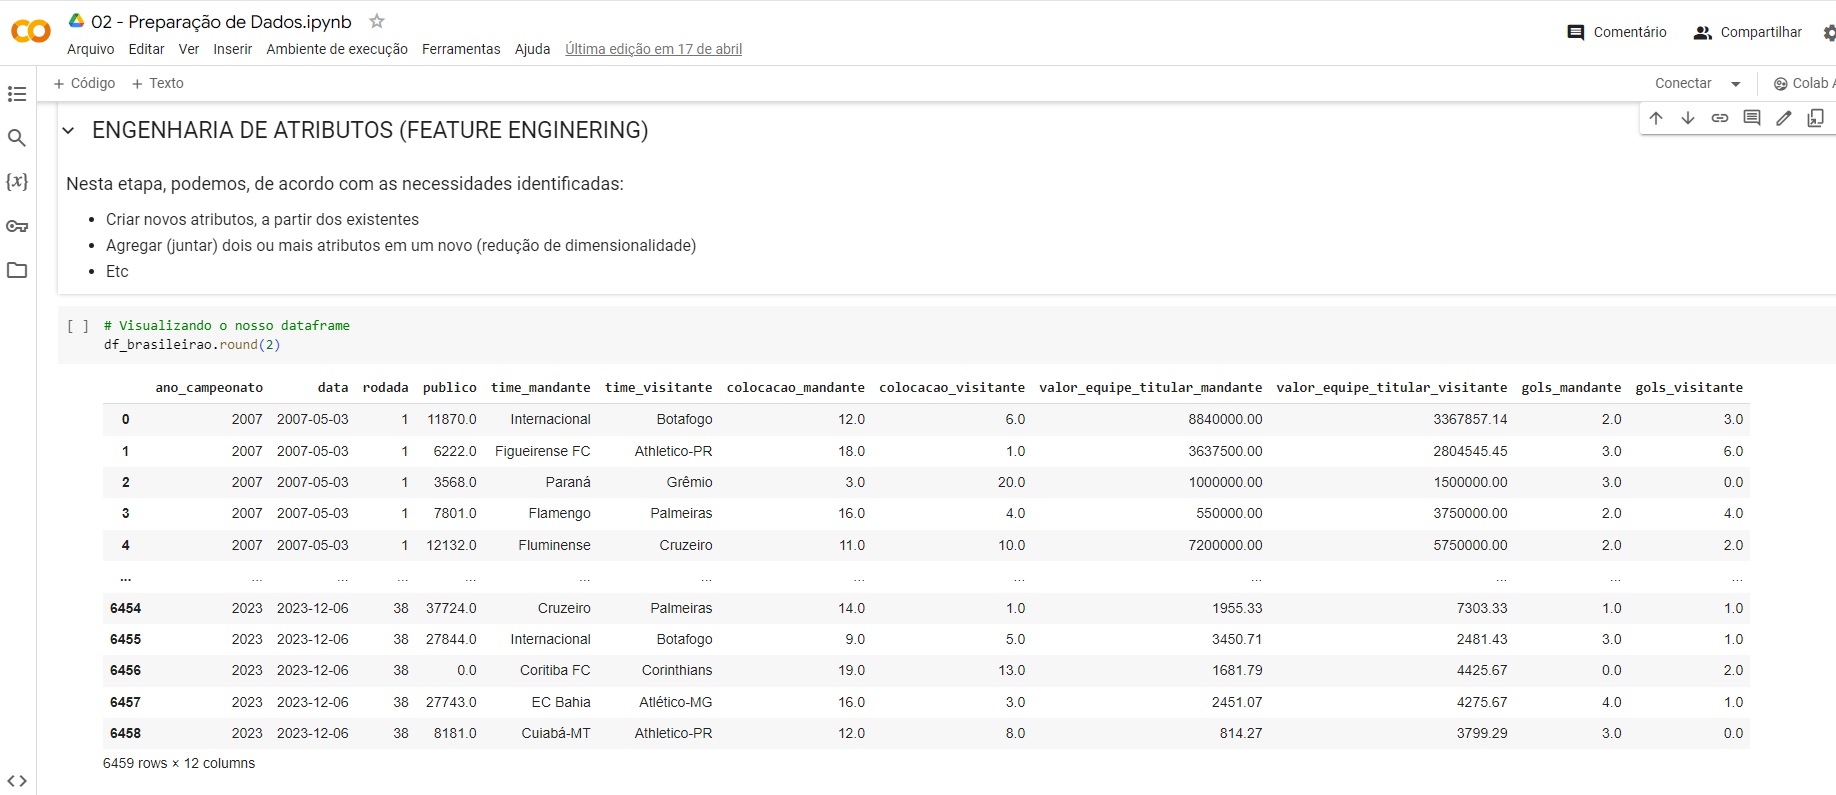 02 - Preparação de Dados.ipynb
Arquivo Editar Ver Inserir Ambiente de execução Ferramentas Ajuda Última edição em 17 de abril
Comentário Compartilhar
+ Código + Texto
Conectar Colab A
ENGENHARIA DE ATRIBUTOS (FEATURE ENGINERING)
Nesta etapa, podemos, de acordo com as necessidades identificadas:
• Criar novos atributos, a partir dos existentes
• Agregar (juntar) dois ou mais atributos em um novo (redução de dimensionalidade)
• Etc
[ ] # Visualizando o nosso dataframe
df_brasileirao.round(2)
ano_campeonato data rodada publico time_mandante time_visitante colocacao_mandante colocacao_visitante valor_equipe_titular_mandante valor_equipe_titular_visitante gols_mandante gols_visitante
0 2007 2007-05-03 1 11870.0 Internacional Botafogo 12.0 6.0 8840000.00 3367857.14 2.0 3.0
1 2007 2007-05-03 1 6222.0 Figueirense FC Athletico-PR 18.0 1.0 3637500.00 2804545.45 3.0 6.0
2 2007 2007-05-03 1 3568.0 Paraná Grêmio 3.0 20.0 1000000.00 1500000.00 3.0 0.0
3 2007 2007-05-03 1 7801.0 Flamengo Palmeiras 16.0 4.0 550000.00 3750000.00 2.0 4.0
4 2007 2007-05-03 1 12132.0 Fluminense Cruzeiro 11.0 10.0 7200000.00 5750000.00 2.0 2.0
... ... ... ... ... ... ... ... ... ... ... ... ...
6454 2023 2023-12-06 38 37724.0 Cruzeiro Palmeiras 14.0 1.0 1955.33 7303.33 1.0 1.0
6455 2023 2023-12-06 38 27844.0 Internacional Botafogo 9.0 5.0 3450.71 2481.43 3.0 1.0
6456 2023 2023-12-06 38 0.0 Coritiba FC Corinthians 19.0 13.0 1681.79 4425.67 0.0 2.0
6457 2023 2023-12-06 38 27743.0 EC Bahia Atlético-MG 16.0 3.0 2451.07 4275.67 4.0 1.0
6458 2023 2023-12-06 38 8181.0 Cuiabá-MT Athletico-PR 12.0 8.0 814.27 3799.29 3.0 0.0
6459 rows × 12 columns